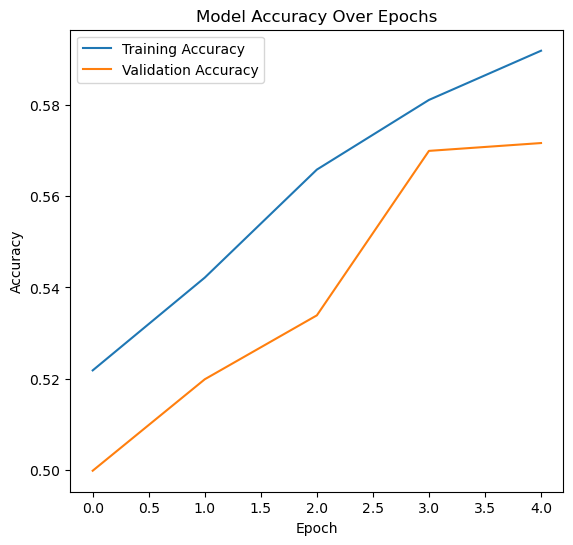 Model Accuracy Over Epochs
Training Accuracy
Validation Accuracy
0.58
0.56
0.54
0.52
0.50
Accuracy
0.0 0.5 1.0 1.5 2.0 2.5 3.0 3.5 4.0
Epoch